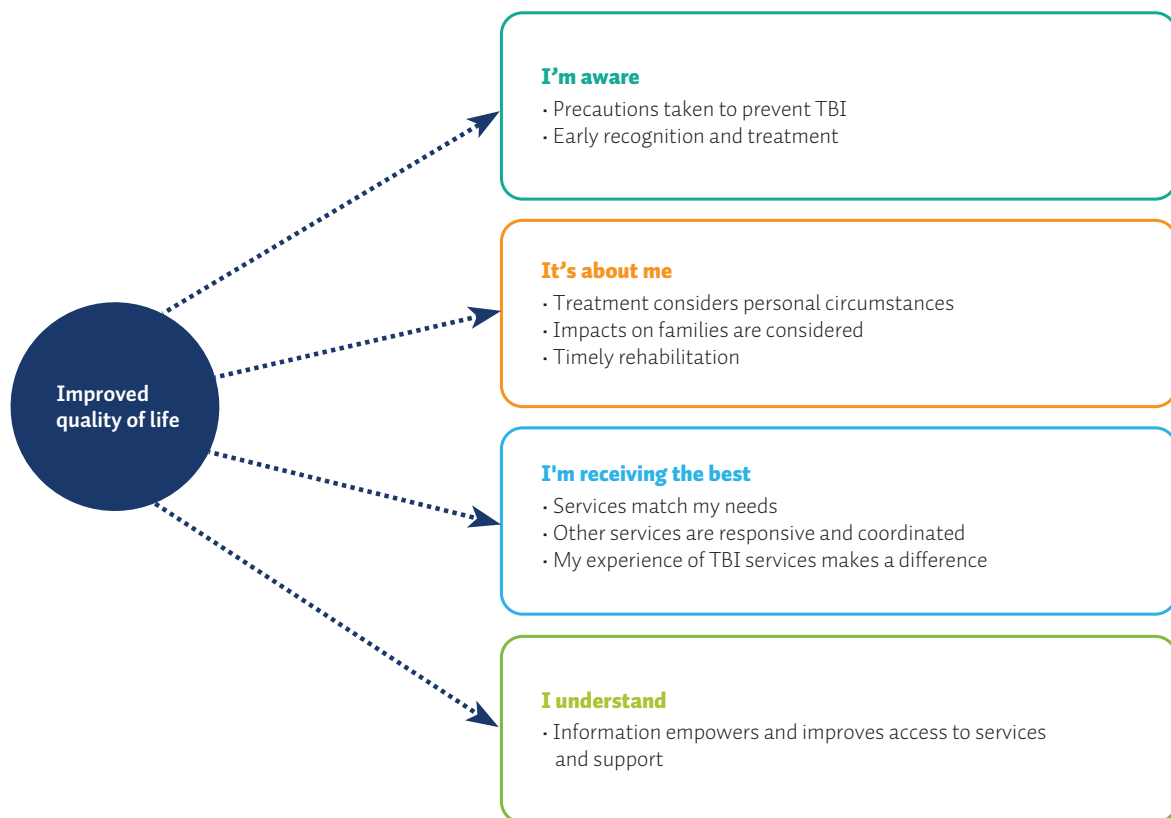 I’m aware
· Precautions taken to prevent TBI
· Early recognition and treatment
It’s about me
· Treatment considers personal circumstances
· Impacts on families are considered
· Timely rehabilitation
Improved
quality of life
I'm receiving the best
· Services match my needs
· Other services are responsive and coordinated
· My experience of TBI services makes a difference
I understand
· Information empowers and improves access to services
and support